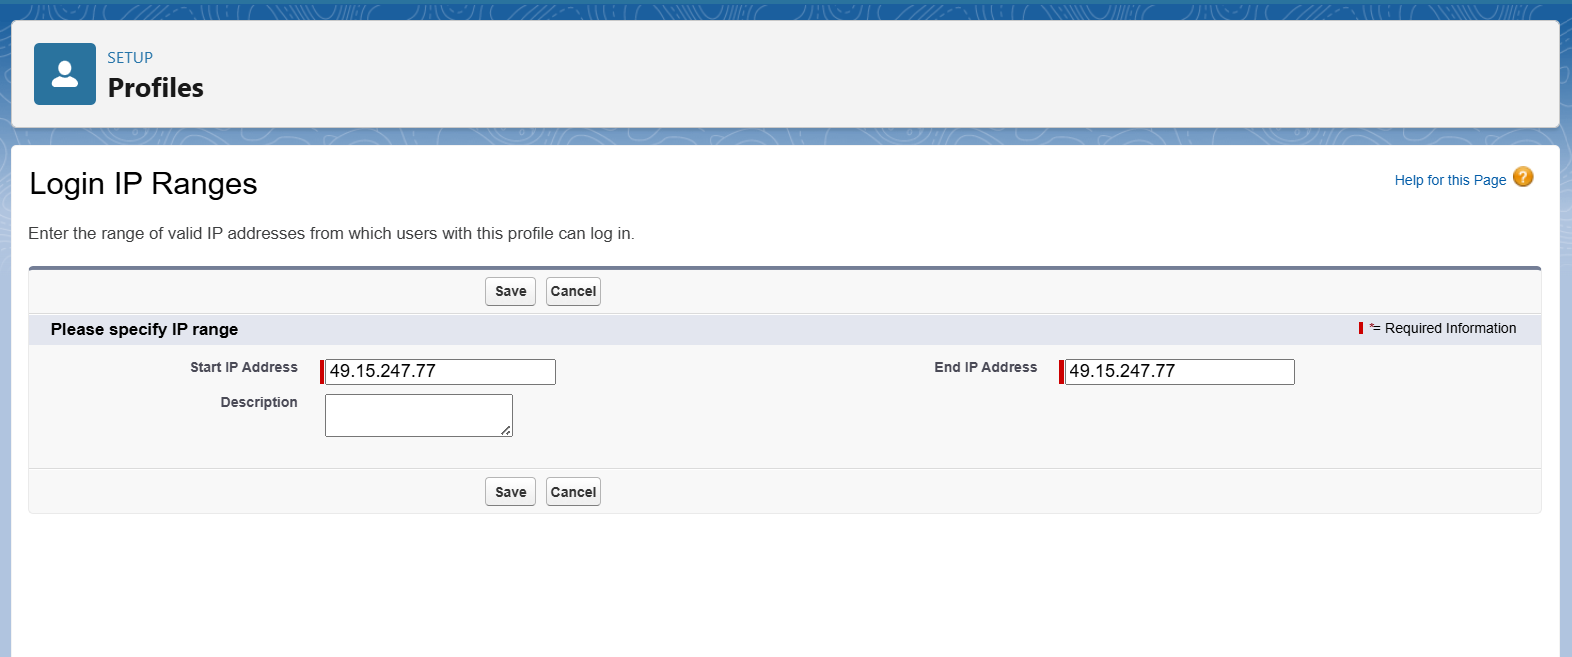 SETUP
Profiles
Login IP Ranges
Help for this Page ?
Enter the range of valid IP addresses from which users with this profile can log in.
Save Cancel
Please specify IP range
*= Required Information
Start IP Address 49.15.247.77
End IP Address 49.15.247.77
Description
Save Cancel